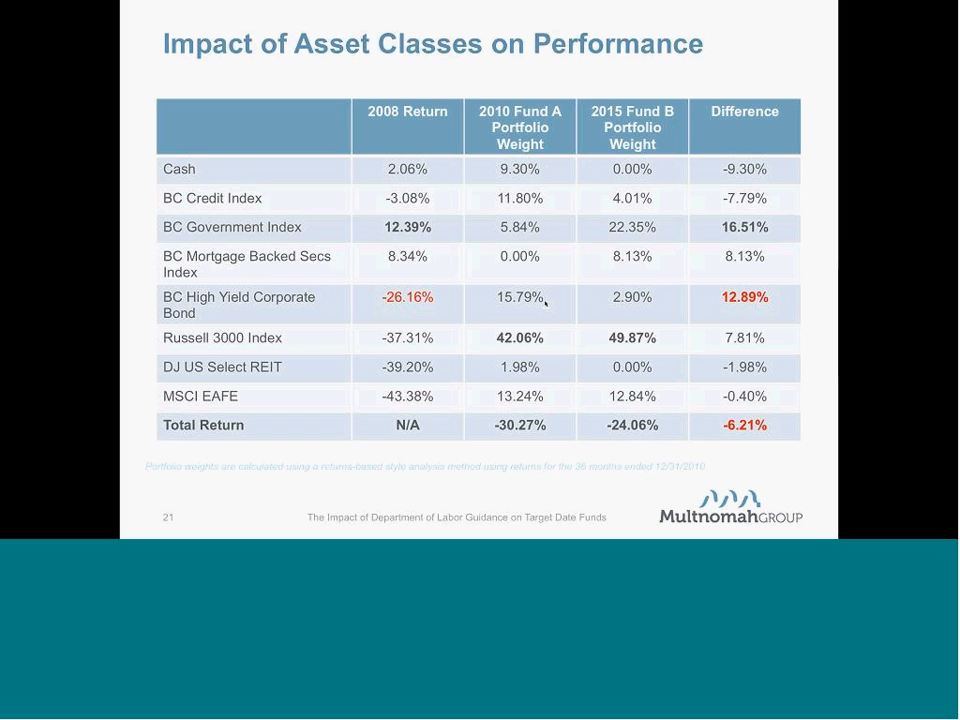 Impact of Asset Classes on Performance
2008 Return 2010 Fund A Portfolio Weight 2015 Fund B Portfolio Weight Difference
Cash 2.06% 9.30% 0.00% -9.30%
BC Credit Index -3.08% 11.80% 4.01% -7.79%
BC Government Index 12.39% 5.84% 22.35% 16.51%
BC Mortgage Backed Secs Index 8.34% 0.00% 8.13% 8.13%
BC High Yield Corporate Bond -26.16% 15.79% 2.90% 12.89%
Russell 3000 Index -37.31% 42.06% 49.87% 7.81%
DJ US Select REIT -39.20% 1.98% 0.00% -1.98%
MSCI EAFE -43.38% 13.24% 12.84% -0.40%
Total Return N/A -30.27% -24.06% -6.21%
Portfolio weights are calculated using a returns-based style analysis method using returns for the 36 months ended 12/31/2010
21 The Impact of Department of Labor Guidance on Target Date Funds
MultnomahGROUP